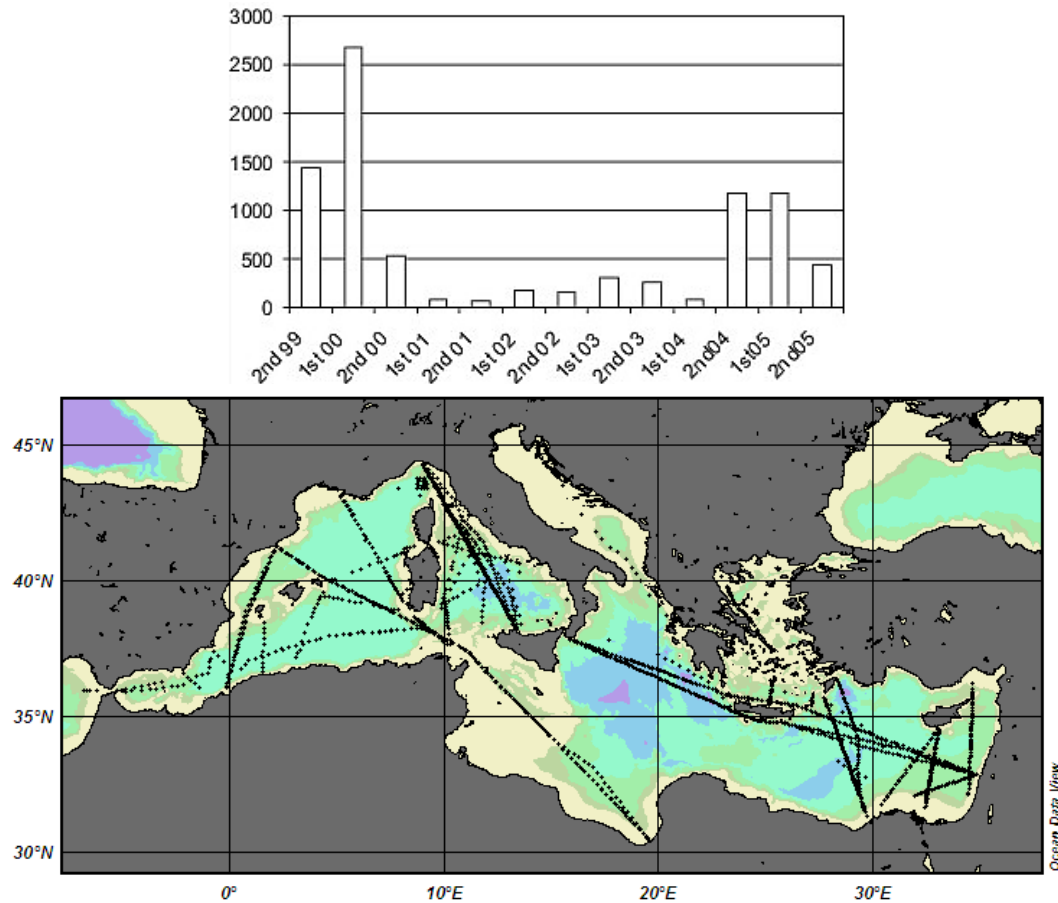 3000
2500
2000
1500
1000
500
0
2nd 99
1st 00
2nd 00
1st 01
2nd 01
1st 02
2nd 02
1st 03
2nd 03
1st 04
2nd04
1st05
2nd05
45°N
40°N
35°N
30°N
0°
10°E
20°E
30°E
Ocean Data View